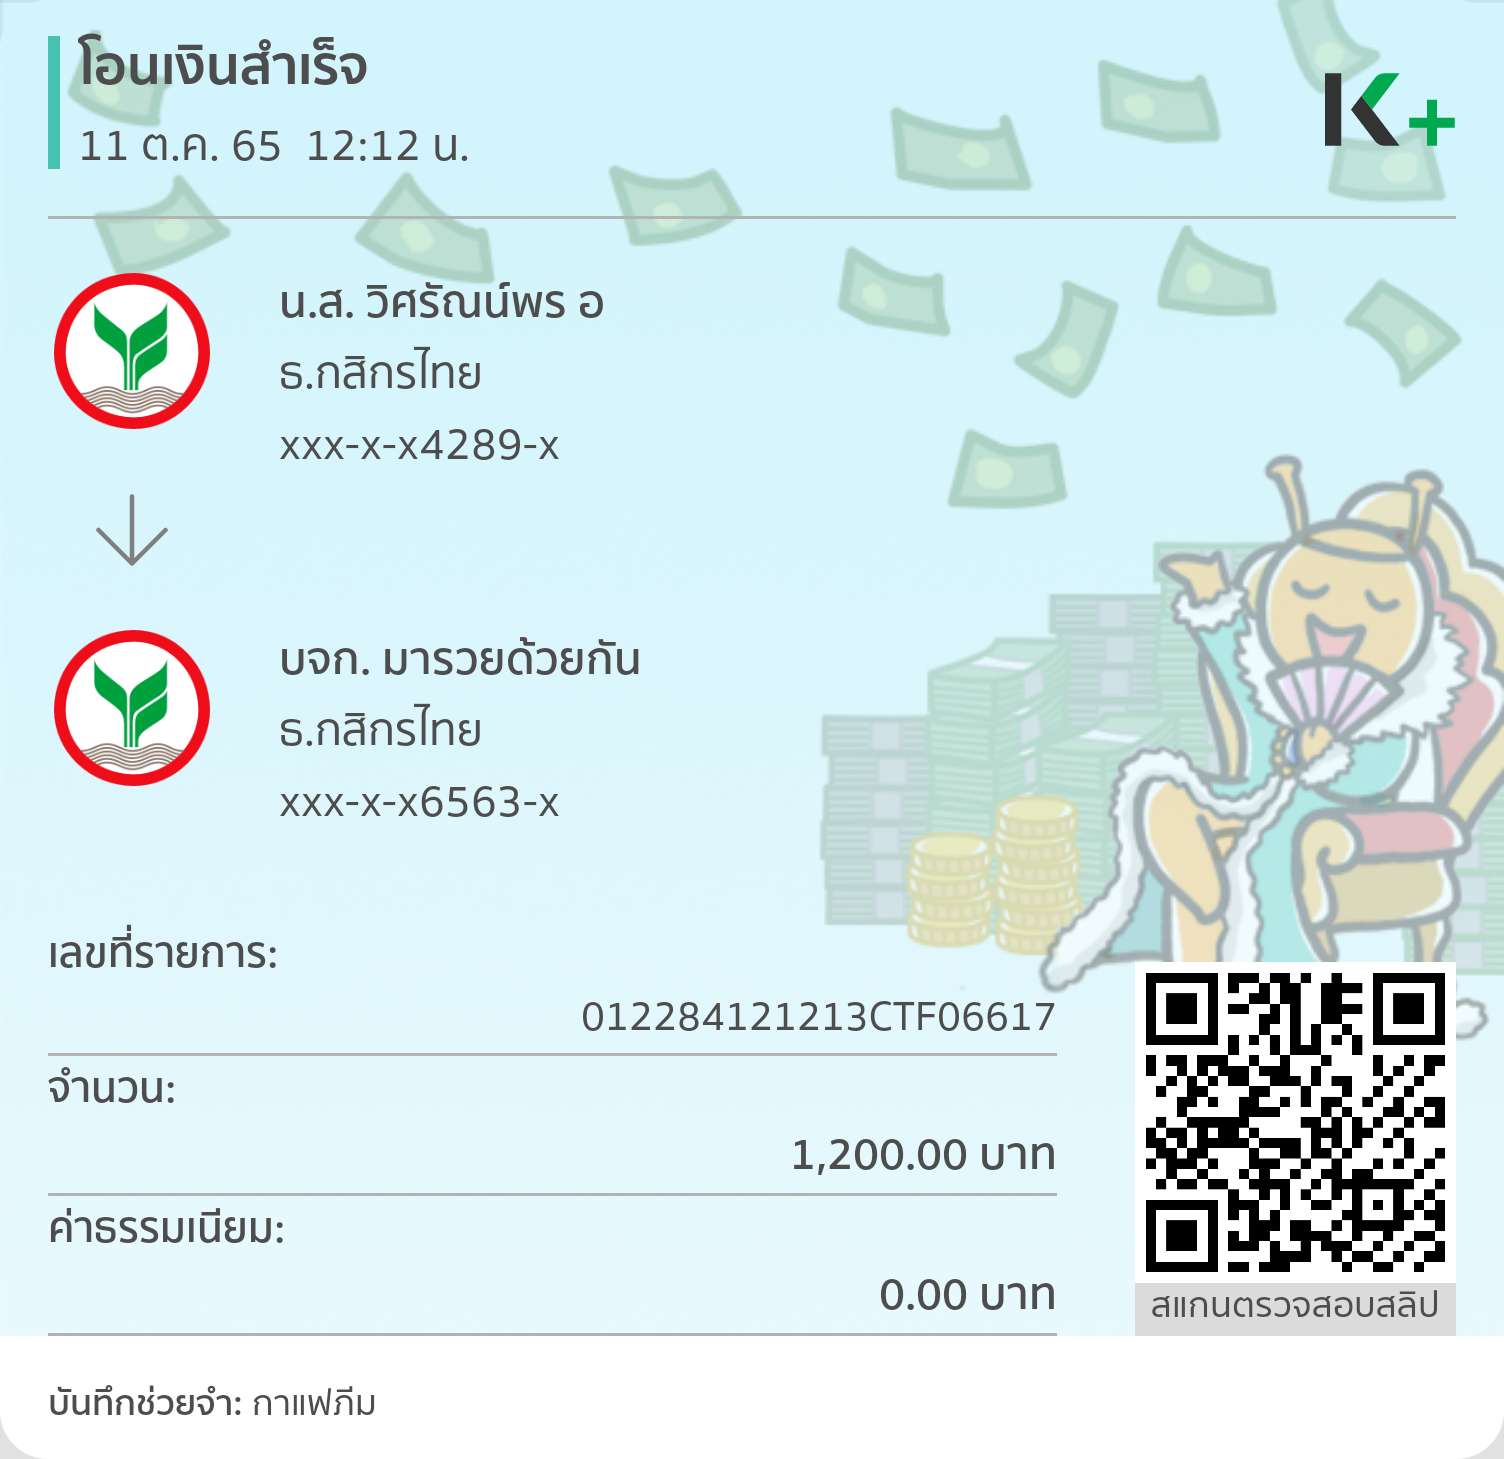 โอนเงินสำเร็จ
11 ต.ค. 65 12:12 น.
K+
น.ส. วิศรัณน์พร อ
ธ.กสิกรไทย
xxx-x-x4289-x
บจก. มารวยด้วยกัน
ธ.กสิกรไทย
xxx-x-x6563-x
เลขที่รายการ:
012284121213CTF06617
จำนวน:
1,200.00 บาท
ค่าธรรมเนียม:
0.00 บาท
สแกนตรวจสอบสลิป
บันทึกช่วยจำ: กาแฟภีม